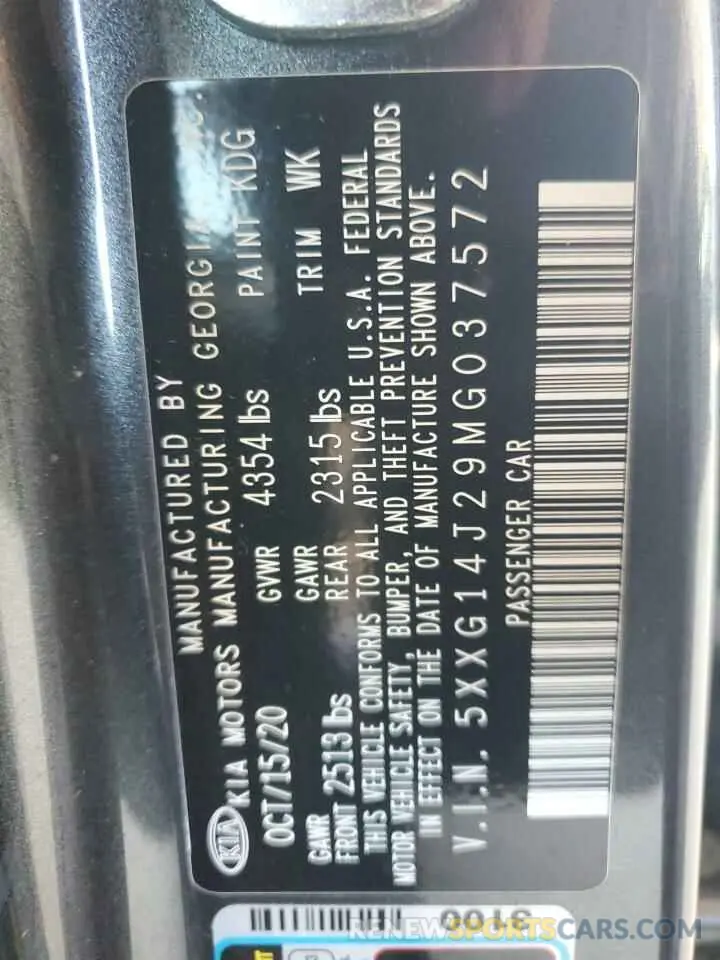 MANUFACTURED BY
KIA KIA MOTORS MANUFACTURING GEORGIA
OCT/15/20 GVWR 4354 lbs PAINT KDG
GAWR FRONT 2513 lbs GAWR REAR 2315 lbs TRIM WK
THIS VEHICLE CONFORMS TO ALL APPLICABLE U.S.A. FEDERAL
MOTOR VEHICLE SAFETY, BUMPER, AND THEFT PREVENTION STANDARDS
IN EFFECT ON THE DATE OF MANUFACTURE SHOWN ABOVE.
V.I.N. 5XXG14J29MG037572
PASSENGER CAR
RENEWSPORTSCARS.COM